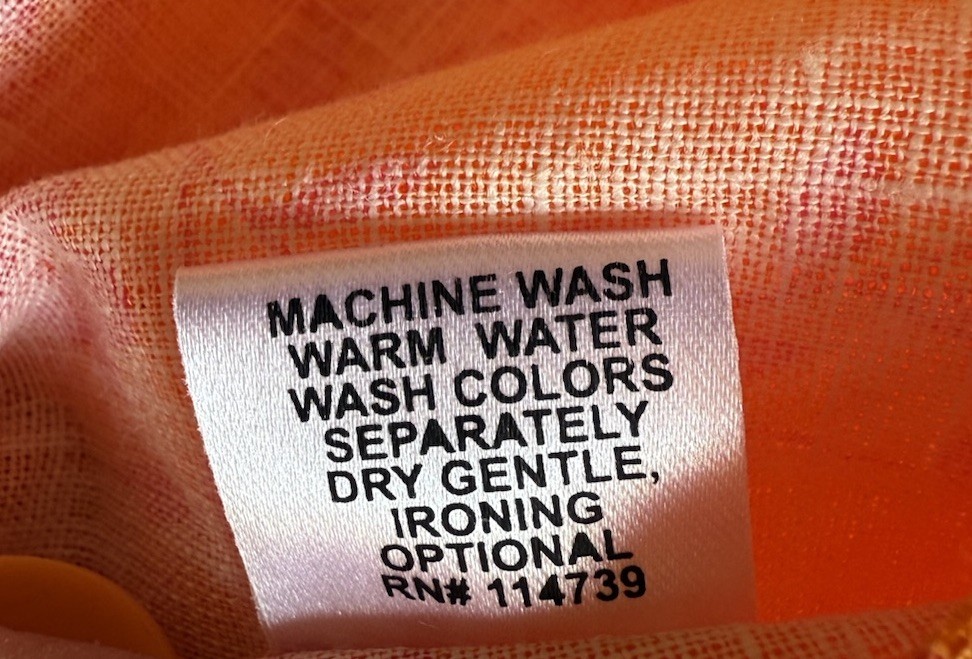 MACHINE WASH
WARM WATER
WASH COLORS
SEPARATELY
DRY GENTLE,
IRONING
OPTIONAL
RN# 114739